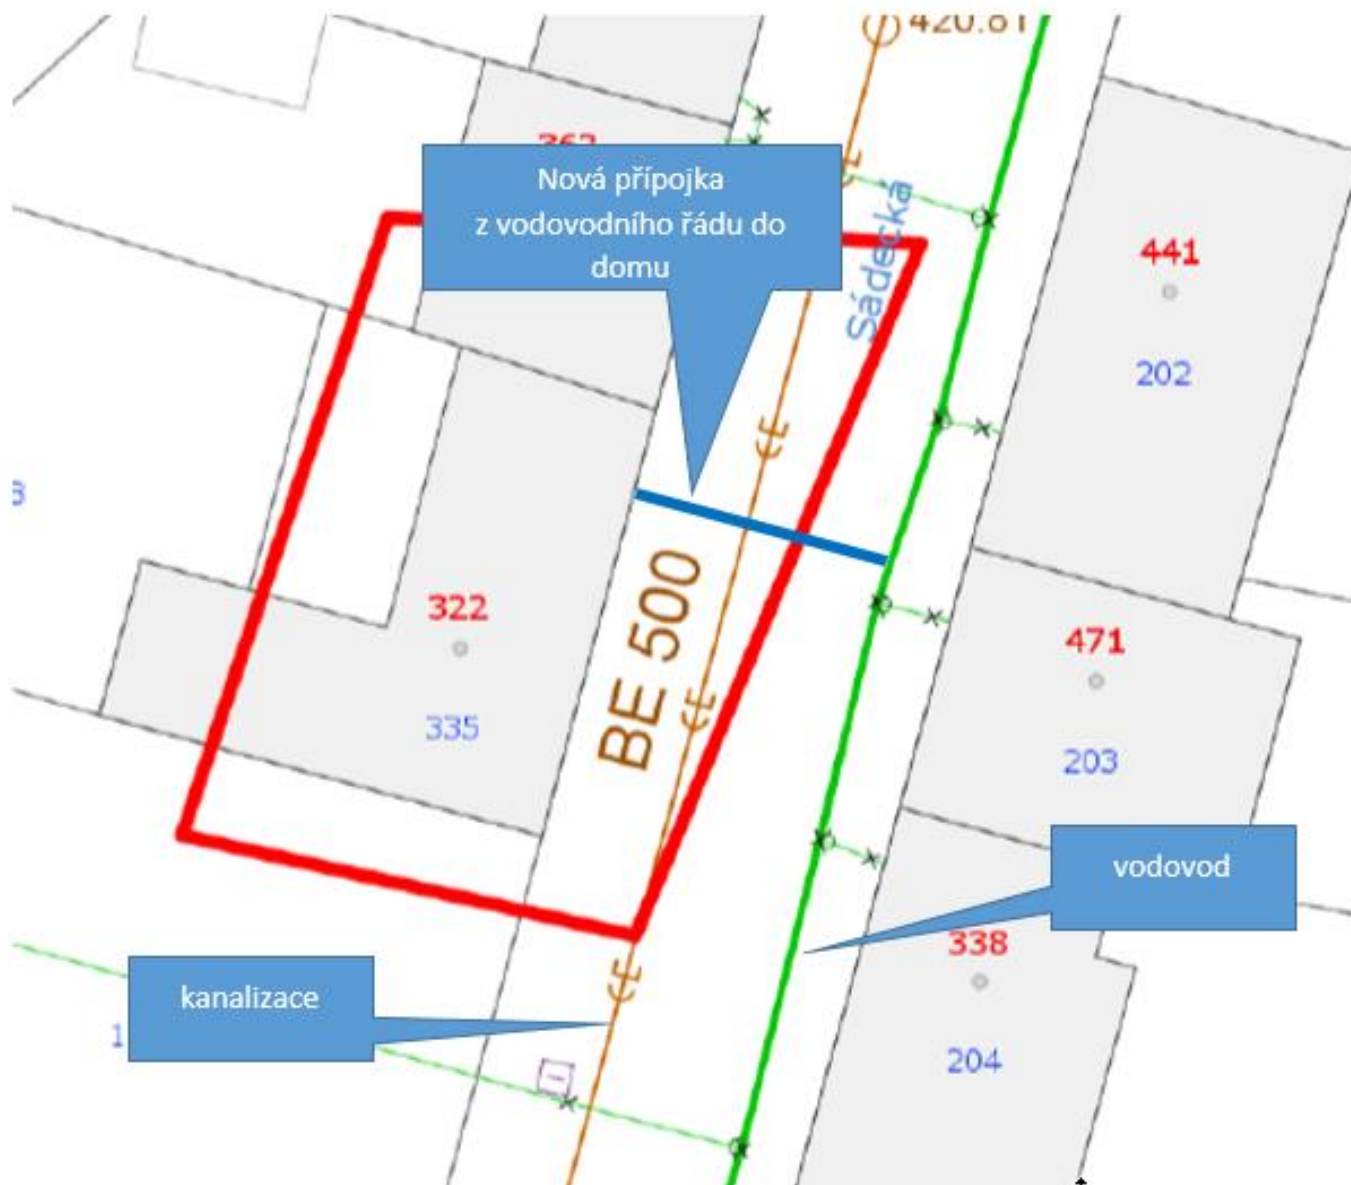 420.81
362
Nová přípojka
z vodovodního řádu do
domu
Sádecká
441
202
322
335
BE 500
471
203
vodovod
338
204
kanalizace
1